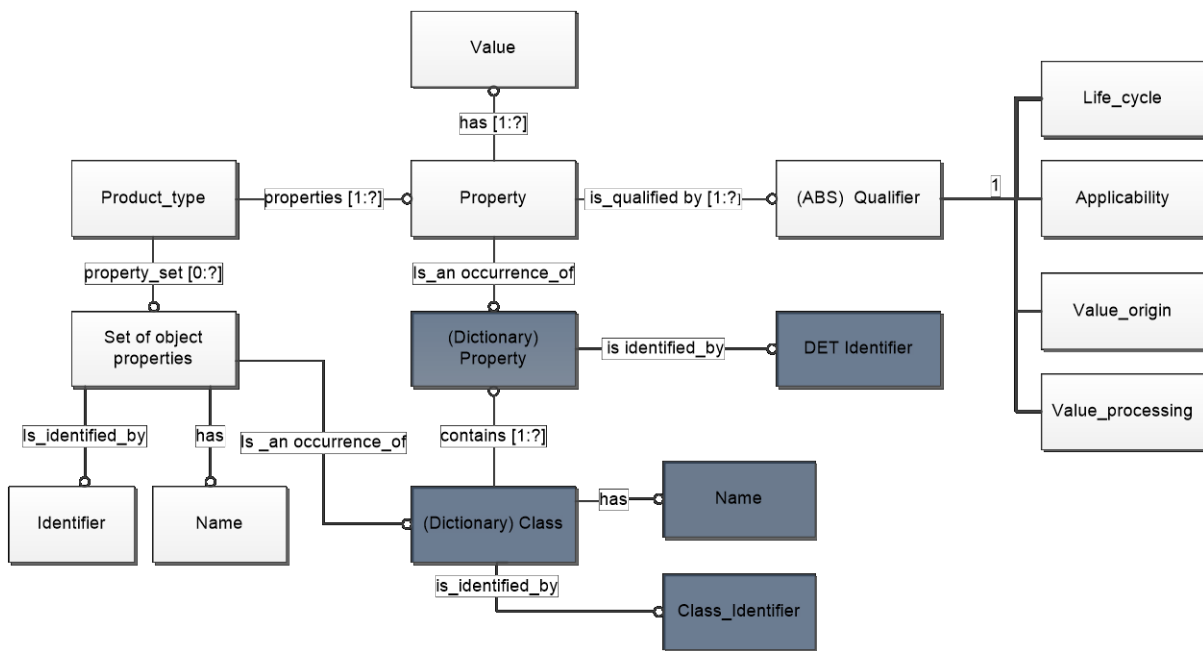 Value
has [1:?]
Life_cycle
Product_type
properties [1:?]
Property
is_qualified by [1:?]
(ABS) Qualifier
1
Applicability
property_set [0:?]
Is_an occurrence_of
Set of object
properties
(Dictionary)
Property
is identified_by
DET Identifier
Value_origin
Value_processing
Is_identified_by
has
Is _an occurrence_of
contains [1:?]
Identifier
Name
(Dictionary) Class
has
Name
is_identified_by
Class_Identifier